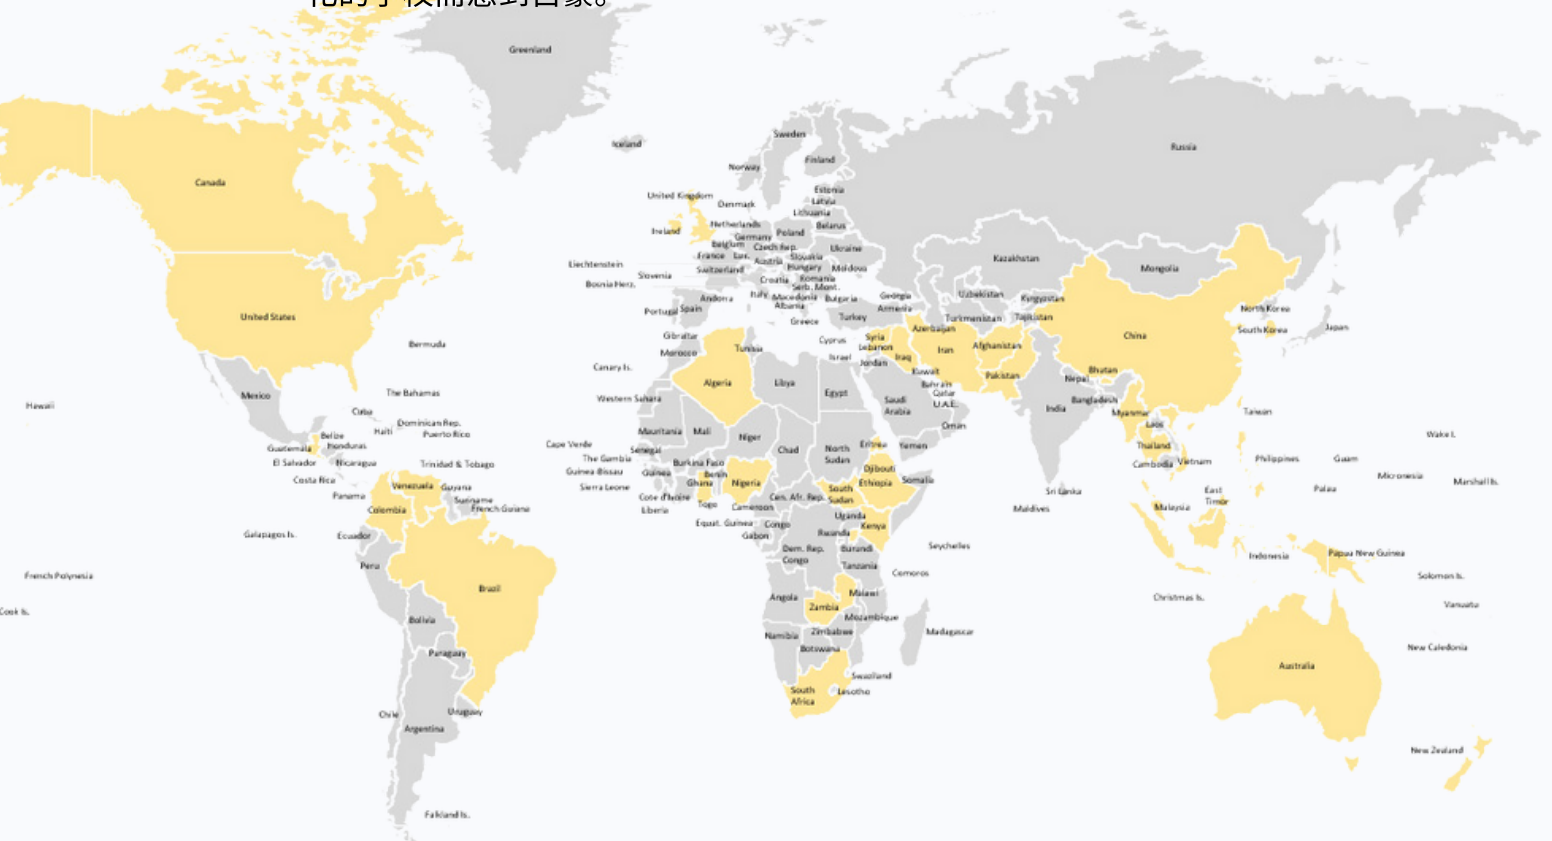 化的学校而感到自豪。
Greenland
Iceland
Sweden
Russia
Finland
Norway
Canada
United Kingdom
Denmark
Estonia
Latvia
Lithuania
Ireland
Netherlands
Germany
Poland
Belarus
Belgium
Czech Rep.
Ukraine
France
Lux.
Slovakia
Austria
Liechtenstein
Switzerland
Hungary
Moldova
Kazakhstan
Mongolia
Slovenia
Croatia
Romania
Bosnia Herz.
Serb. Mont.
Andorra
Italy
Macedonia
Bulgaria
Georgia
Uzbekistan
Kyrgyzstan
Portugal
Spain
Albania
Armenia
North Korea
United States
Greece
Turkey
Turkmenistan
Tajikistan
Azerbaijan
South Korea
Japan
Gibraltar
Syria
China
Bermuda
Morocco
Tunisia
Cyprus
Lebanon
Iran
Afghanistan
Israel
Iraq
Canary Is.
Jordan
Kuwait
Pakistan
Bhutan
Algeria
Libya
Bahrain
Nepal
Mexico
The Bahamas
Egypt
Qatar
Western Sahara
Saudi
Arabia
U.A.E.
India
Bangladesh
Hawaii
Cuba
Myanmar
Taiwan
Dominican Rep.
Haiti
Puerto Rico
Oman
Laos
Belize
Mauritania
Mali
Niger
Guatemala
Honduras
Cape Verde
Senegal
Chad
North
Sudan
Eritrea
Yemen
Thailand
Wake I.
El Salvador
Nicaragua
Trinidad & Tobago
The Gambia
Burkina Faso
Djibouti
Cambodia
Vietnam
Philippines
Guam
Guinea-Bissau
Guinea
Benin
Costa Rica
Venezuela
Guyana
Sierra Leone
Ghana
Nigeria
South
Sudan
Ethiopia
Somalia
Micronesia
Marshall Is.
Panama
Suriname
Cote d'Ivoire
Togo
Cen. Afr. Rep.
Sri Lanka
East
Timor
Palau
Colombia
French Guiana
Liberia
Cameroon
Maldives
Malaysia
Uganda
Equat. Guinea
Congo
Kenya
Galapagos Is.
Ecuador
Gabon
Rwanda
Seychelles
Dem. Rep.
Congo
Burandi
Indonesia
Papua New Guinea
Peru
Tanzania
French Polynesia
Comoros
Solomon Is.
Brazil
Angola
Malawi
Christmas Is.
Cook Is.
Zambia
Vanuatu
Bolivia
Mozambique
Namibia
Zimbabwe
Madagascar
Botswana
New Caledonia
Paraguay
Australia
Swaziland
South
Africa
Lesotho
Chile
Uruguay
Argentina
New Zealand
Falkland Is.